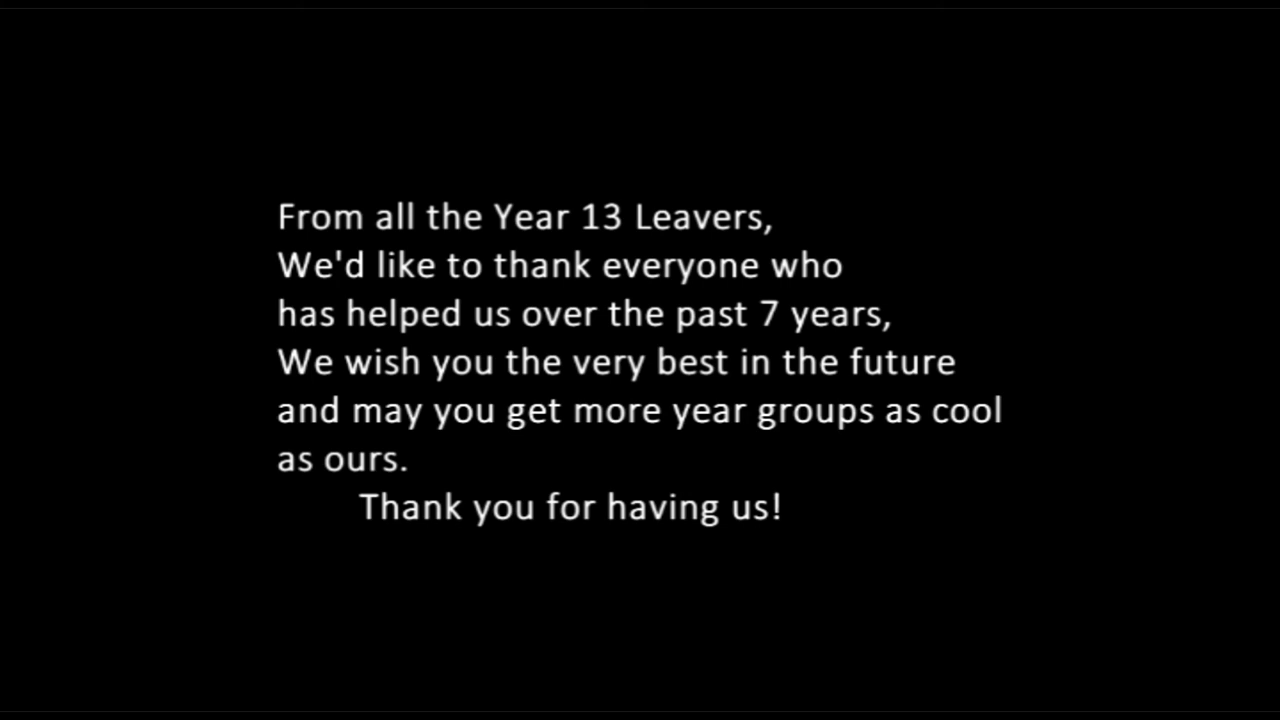 From all the Year 13 Leavers,
We'd like to thank everyone who
has helped us over the past 7 years,
We wish you the very best in the future
and may you get more year groups as cool
as ours.
Thank you for having us!